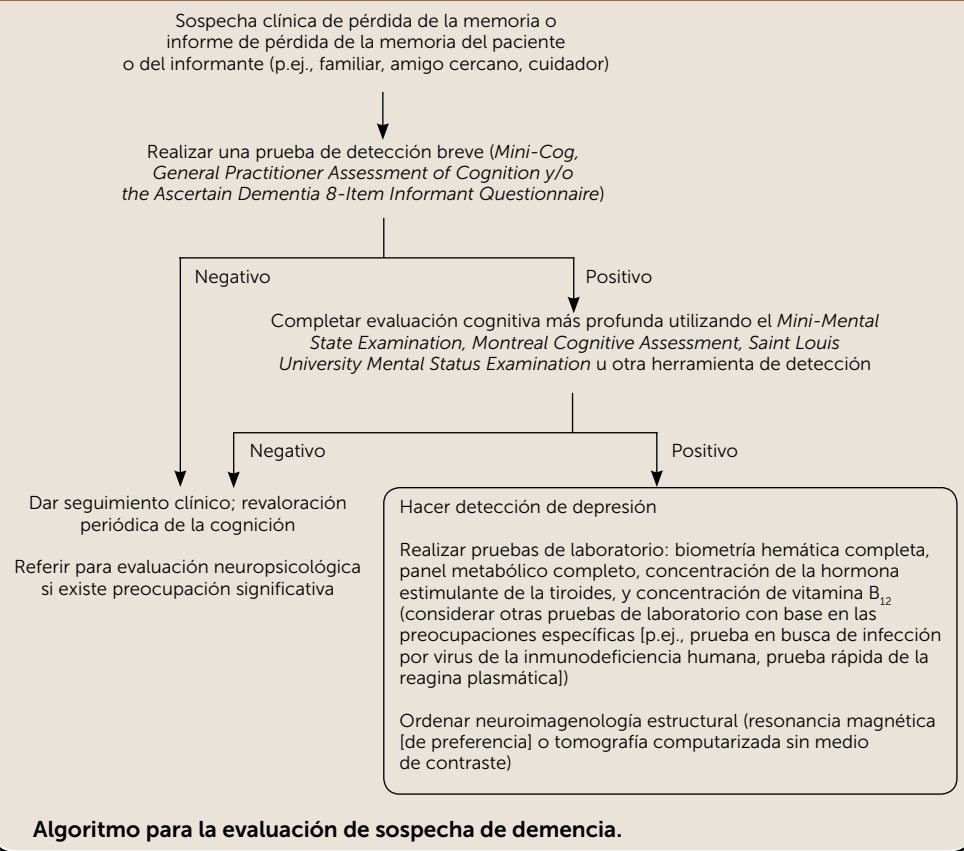 Sospecha clínica de pérdida de la memoria o
informe de pérdida de la memoria del paciente
o del informante (p.ej., familiar, amigo cercano, cuidador)
Realizar una prueba de detección breve (Mini-Cog,
General Practitioner Assessment of Cognition y/o
the Ascertain Dementia 8-Item Informant Questionnaire)
Negativo
Positivo
Completar evaluación cognitiva más profunda utilizando el Mini-Mental
State Examination, Montreal Cognitive Assessment, Saint Louis
University Mental Status Examination u otra herramienta de detección
Negativo
Positivo
Dar seguimiento clínico; revaloración
periódica de la cognición
Referir para evaluación neuropsicológica
si existe preocupación significativa
Hacer detección de depresión
Realizar pruebas de laboratorio: biometría hemática completa,
panel metabólico completo, concentración de la hormona
estimulante de la tiroides, y concentración de vitamina B₁₂
(considerar otras pruebas de laboratorio con base en las
preocupaciones específicas [p.ej., prueba en busca de infección
por virus de la inmunodeficiencia humana, prueba rápida de la
reagina plasmática])
Ordenar neuroimagenología estructural (resonancia magnética
[de preferencia] o tomografía computarizada sin medio
de contraste)
Algoritmo para la evaluación de sospecha de demencia.